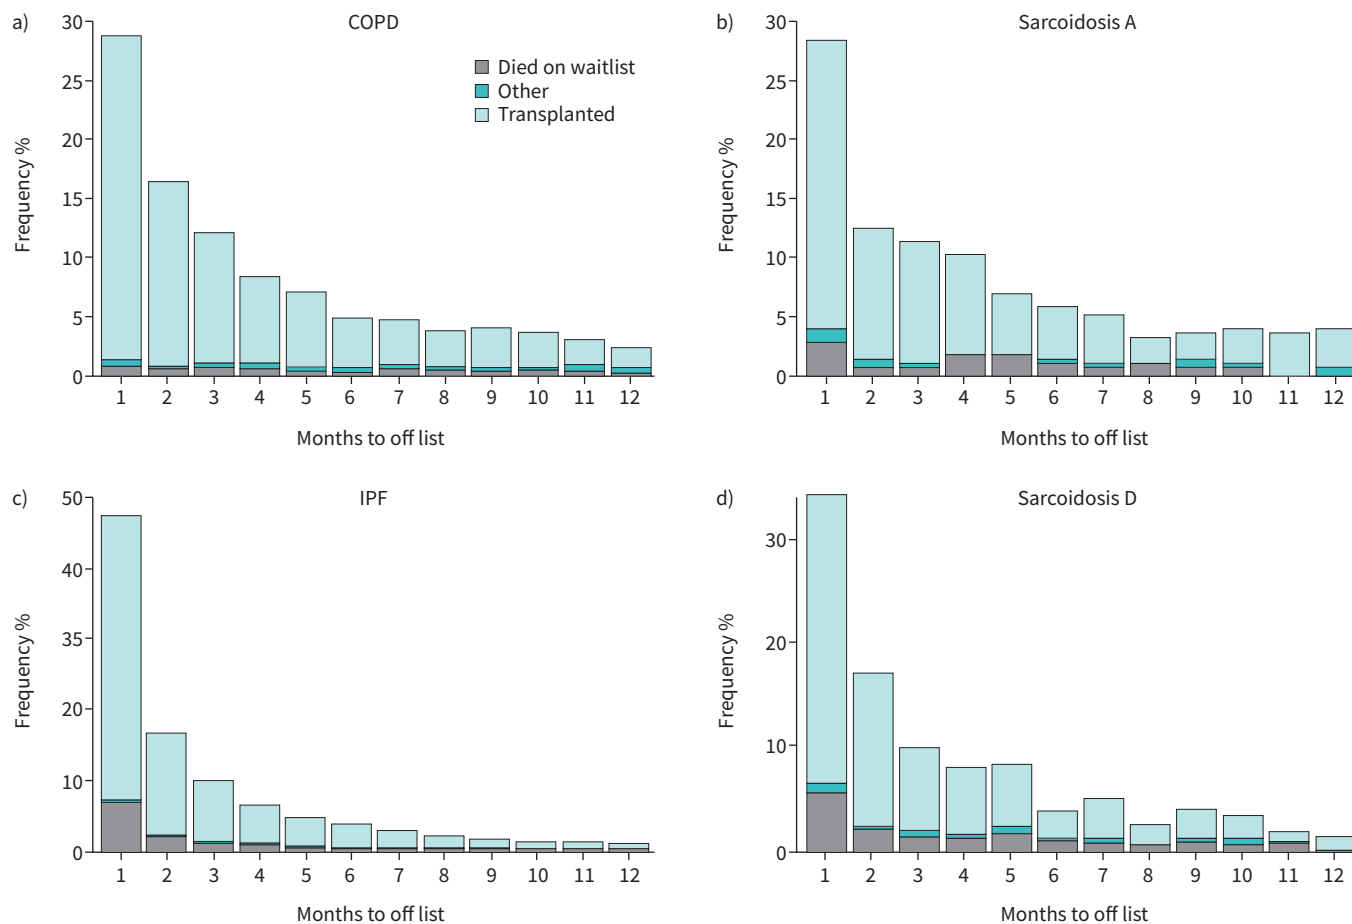 a) COPD
Died on waitlist
Other
Transplanted
Frequency %
30
25
20
15
10
5
0
1 2 3 4 5 6 7 8 9 10 11 12
Months to off list
b) Sarcoidosis A
Frequency %
30
25
20
15
10
5
0
1 2 3 4 5 6 7 8 9 10 11 12
Months to off list
c) IPF
Frequency %
50
40
35
20
10
0
1 2 3 4 5 6 7 8 9 10 11 12
Months to off list
d) Sarcoidosis D
Frequency %
30
20
10
0
1 2 3 4 5 6 7 8 9 10 11 12
Months to off list